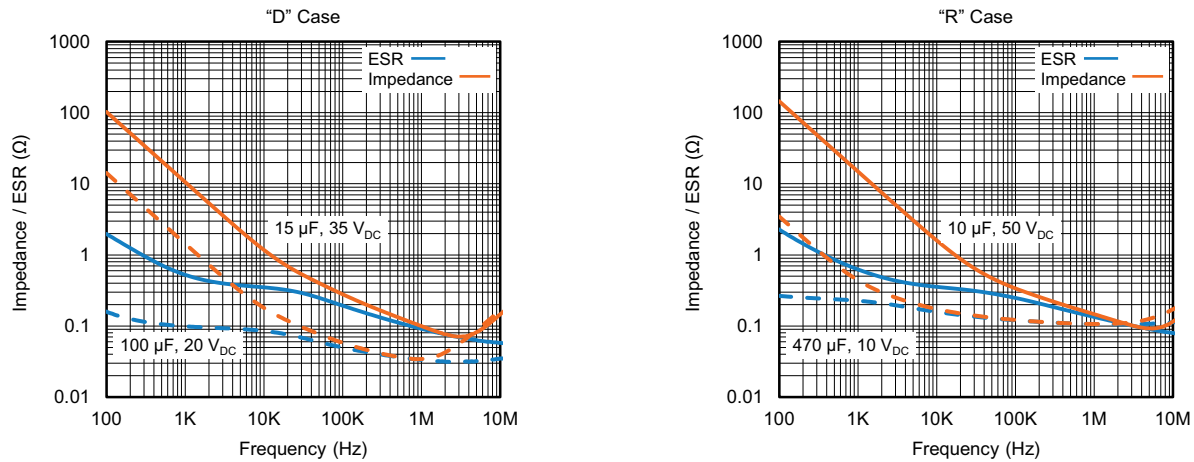 “D” Case
Impedance / ESR (Ω)
1000
100
10
1
0.1
0.01
ESR
Impedance
15 µF, 35 VDC
100 µF, 20 VDC
100 1K 10K 100K 1M 10M
Frequency (Hz)
“R” Case
Impedance / ESR (Ω)
1000
100
10
1
0.1
0.01
ESR
Impedance
10 µF, 50 VDC
470 µF, 10 VDC
100 1K 10K 100K 1M 10M
Frequency (Hz)